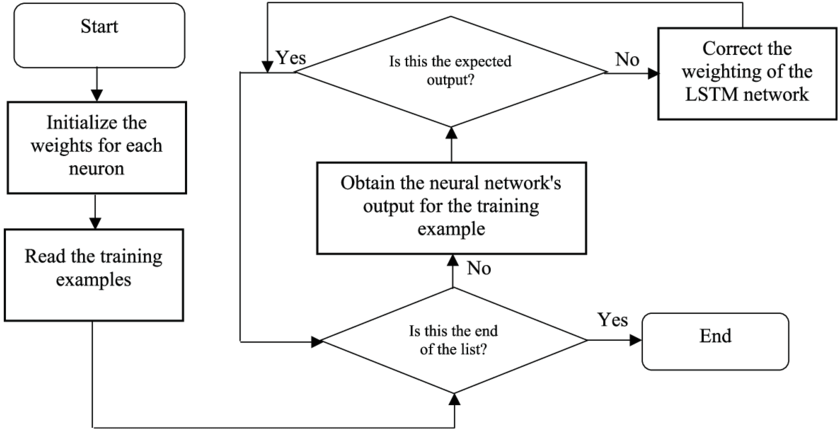 Start
Initialize the
weights for each
neuron
Read the training
examples
Yes
Is this the expected
output?
No
Correct the
weighting of the
LSTM network
Obtain the neural network's
output for the training
example
No
Is this the end
of the list?
Yes
End